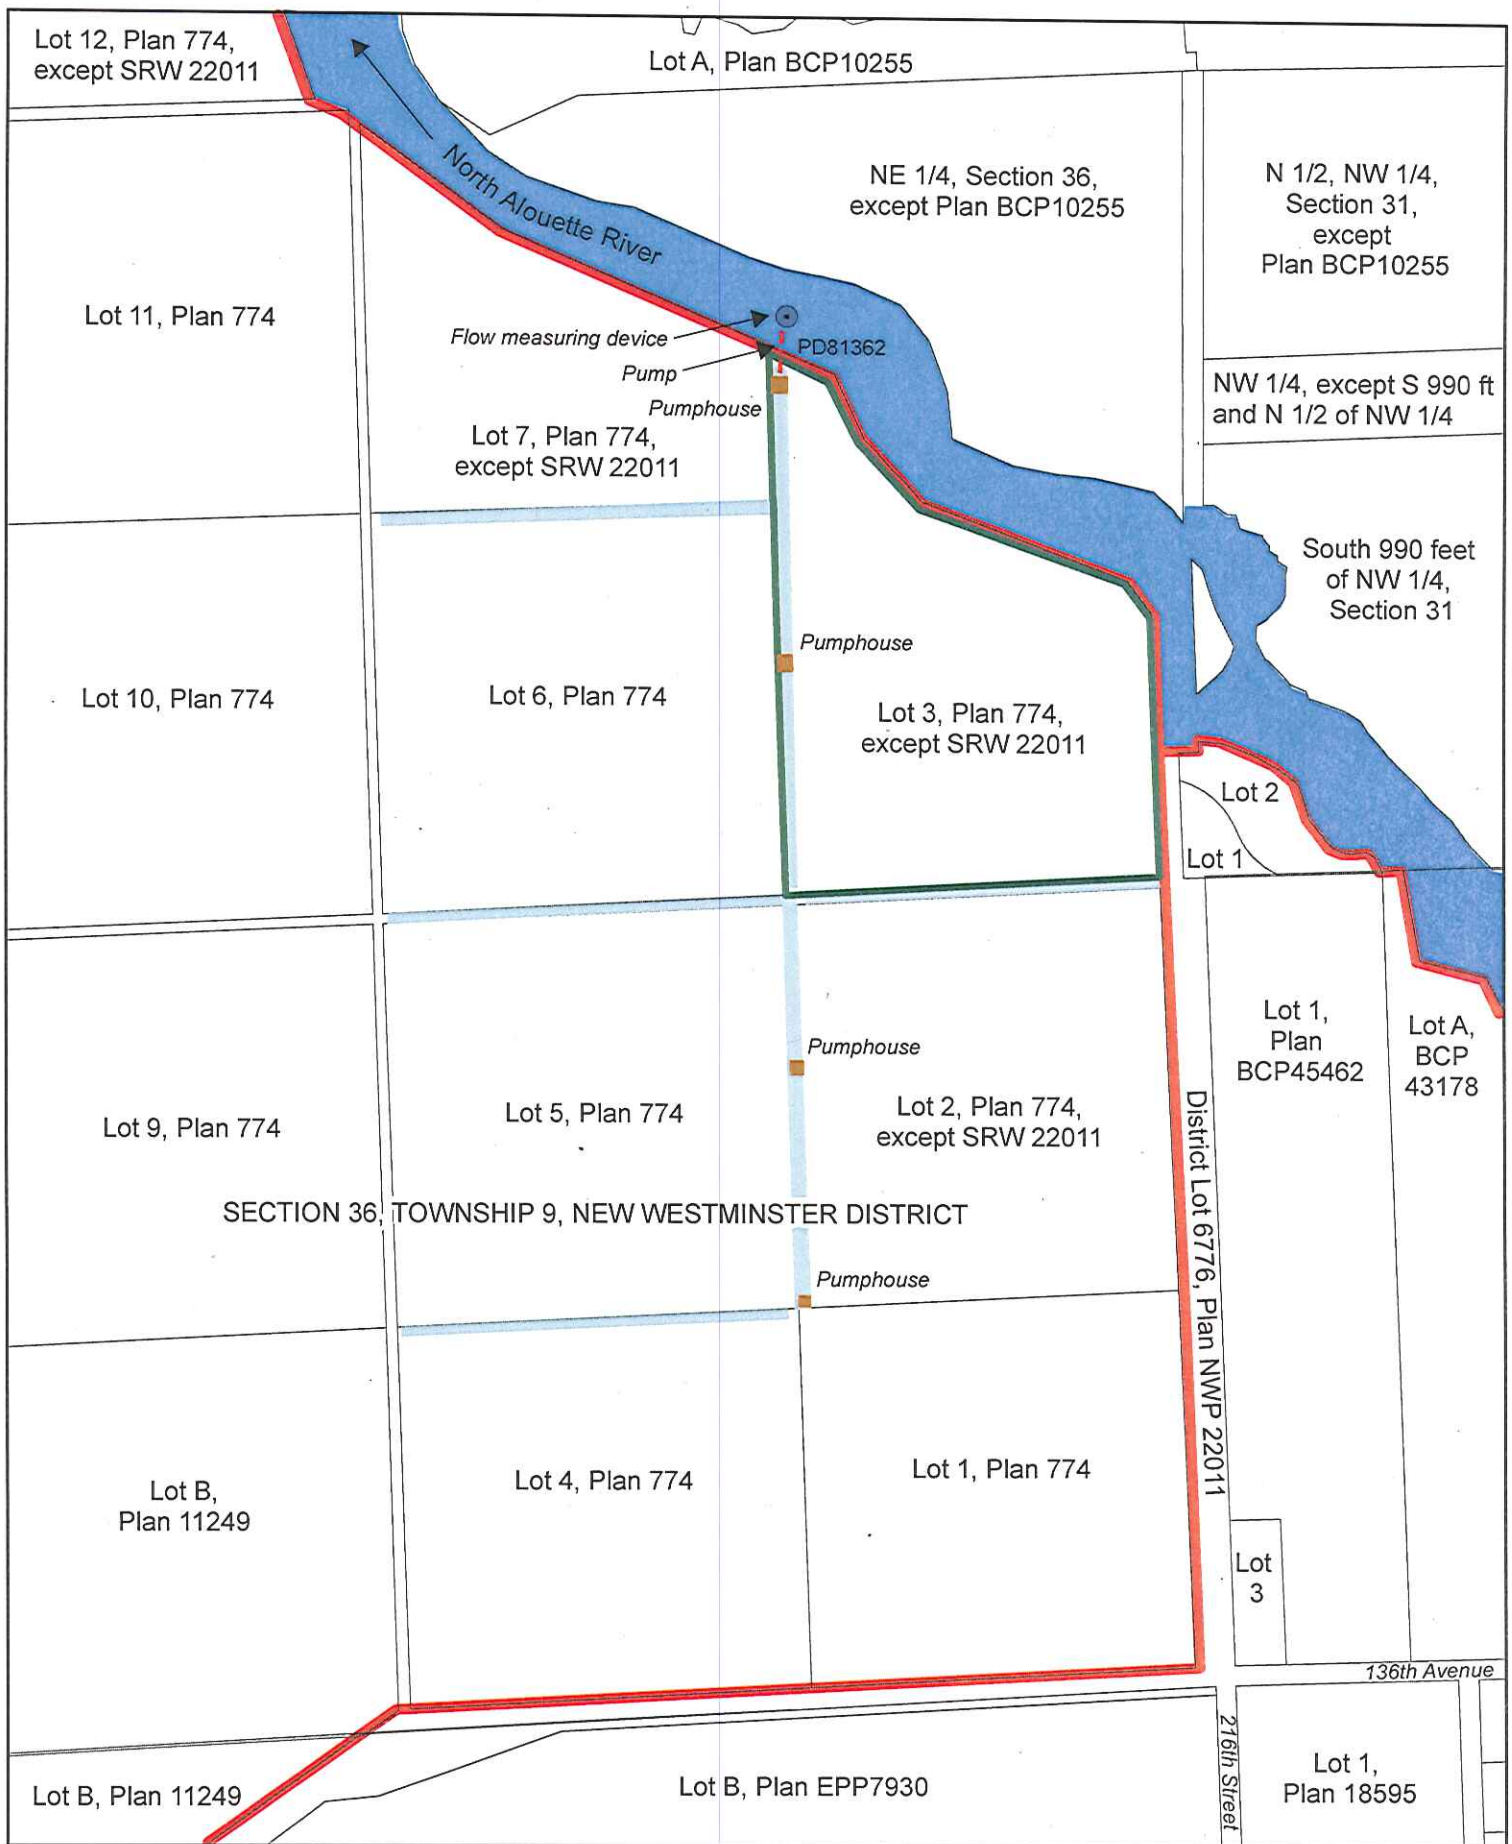 Lot 12, Plan 774,
except SRW 22011
Lot A, Plan BCP10255
North Alouette River
NE 1/4, Section 36,
except Plan BCP10255
N 1/2, NW 1/4,
Section 31,
except
Plan BCP10255
Lot 11, Plan 774
Flow measuring device
PD81362
Pump
Pumphouse
NW 1/4, except S 990 ft
and N 1/2 of NW 1/4
Lot 7, Plan 774,
except SRW 22011
South 990 feet
of NW 1/4,
Section 31
Pumphouse
Lot 10, Plan 774
Lot 6, Plan 774
Lot 3, Plan 774,
except SRW 22011
Lot 2
Lot 1
Lot 1,
Plan
BCP45462
Lot A,
BCP
43178
Pumphouse
Lot 9, Plan 774
Lot 5, Plan 774
Lot 2, Plan 774,
except SRW 22011
District Lot 6776, Plan NWP 22011
SECTION 36, TOWNSHIP 9, NEW WESTMINSTER DISTRICT
Pumphouse
Lot B,
Plan 11249
Lot 4, Plan 774
Lot 1, Plan 774
Lot
3
136th Avenue
216th Street
Lot B, Plan 11249
Lot B, Plan EPP7930
Lot 1,
Plan 18595